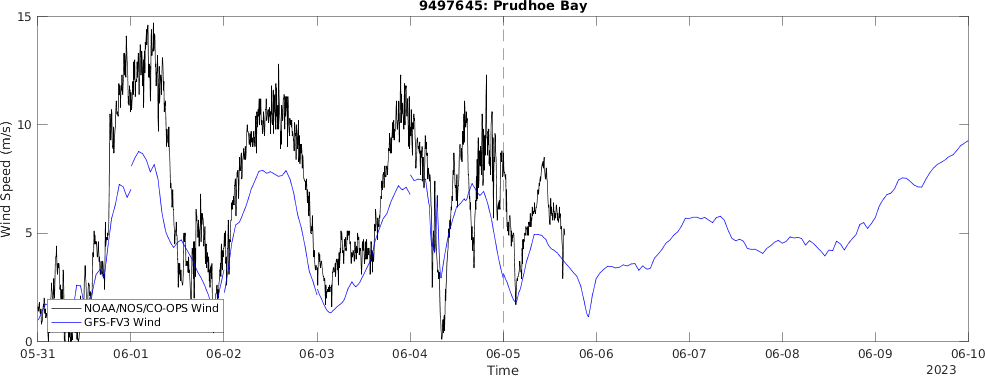 9497645: Prudhoe Bay
15
10
5
0
Wind Speed (m/s)
NOAA/NOS/CO-OPS Wind
GFS-FV3 Wind
05-31 06-01 06-02 06-03 06-04 06-05 06-06 06-07 06-08 06-09 06-10
Time
2023